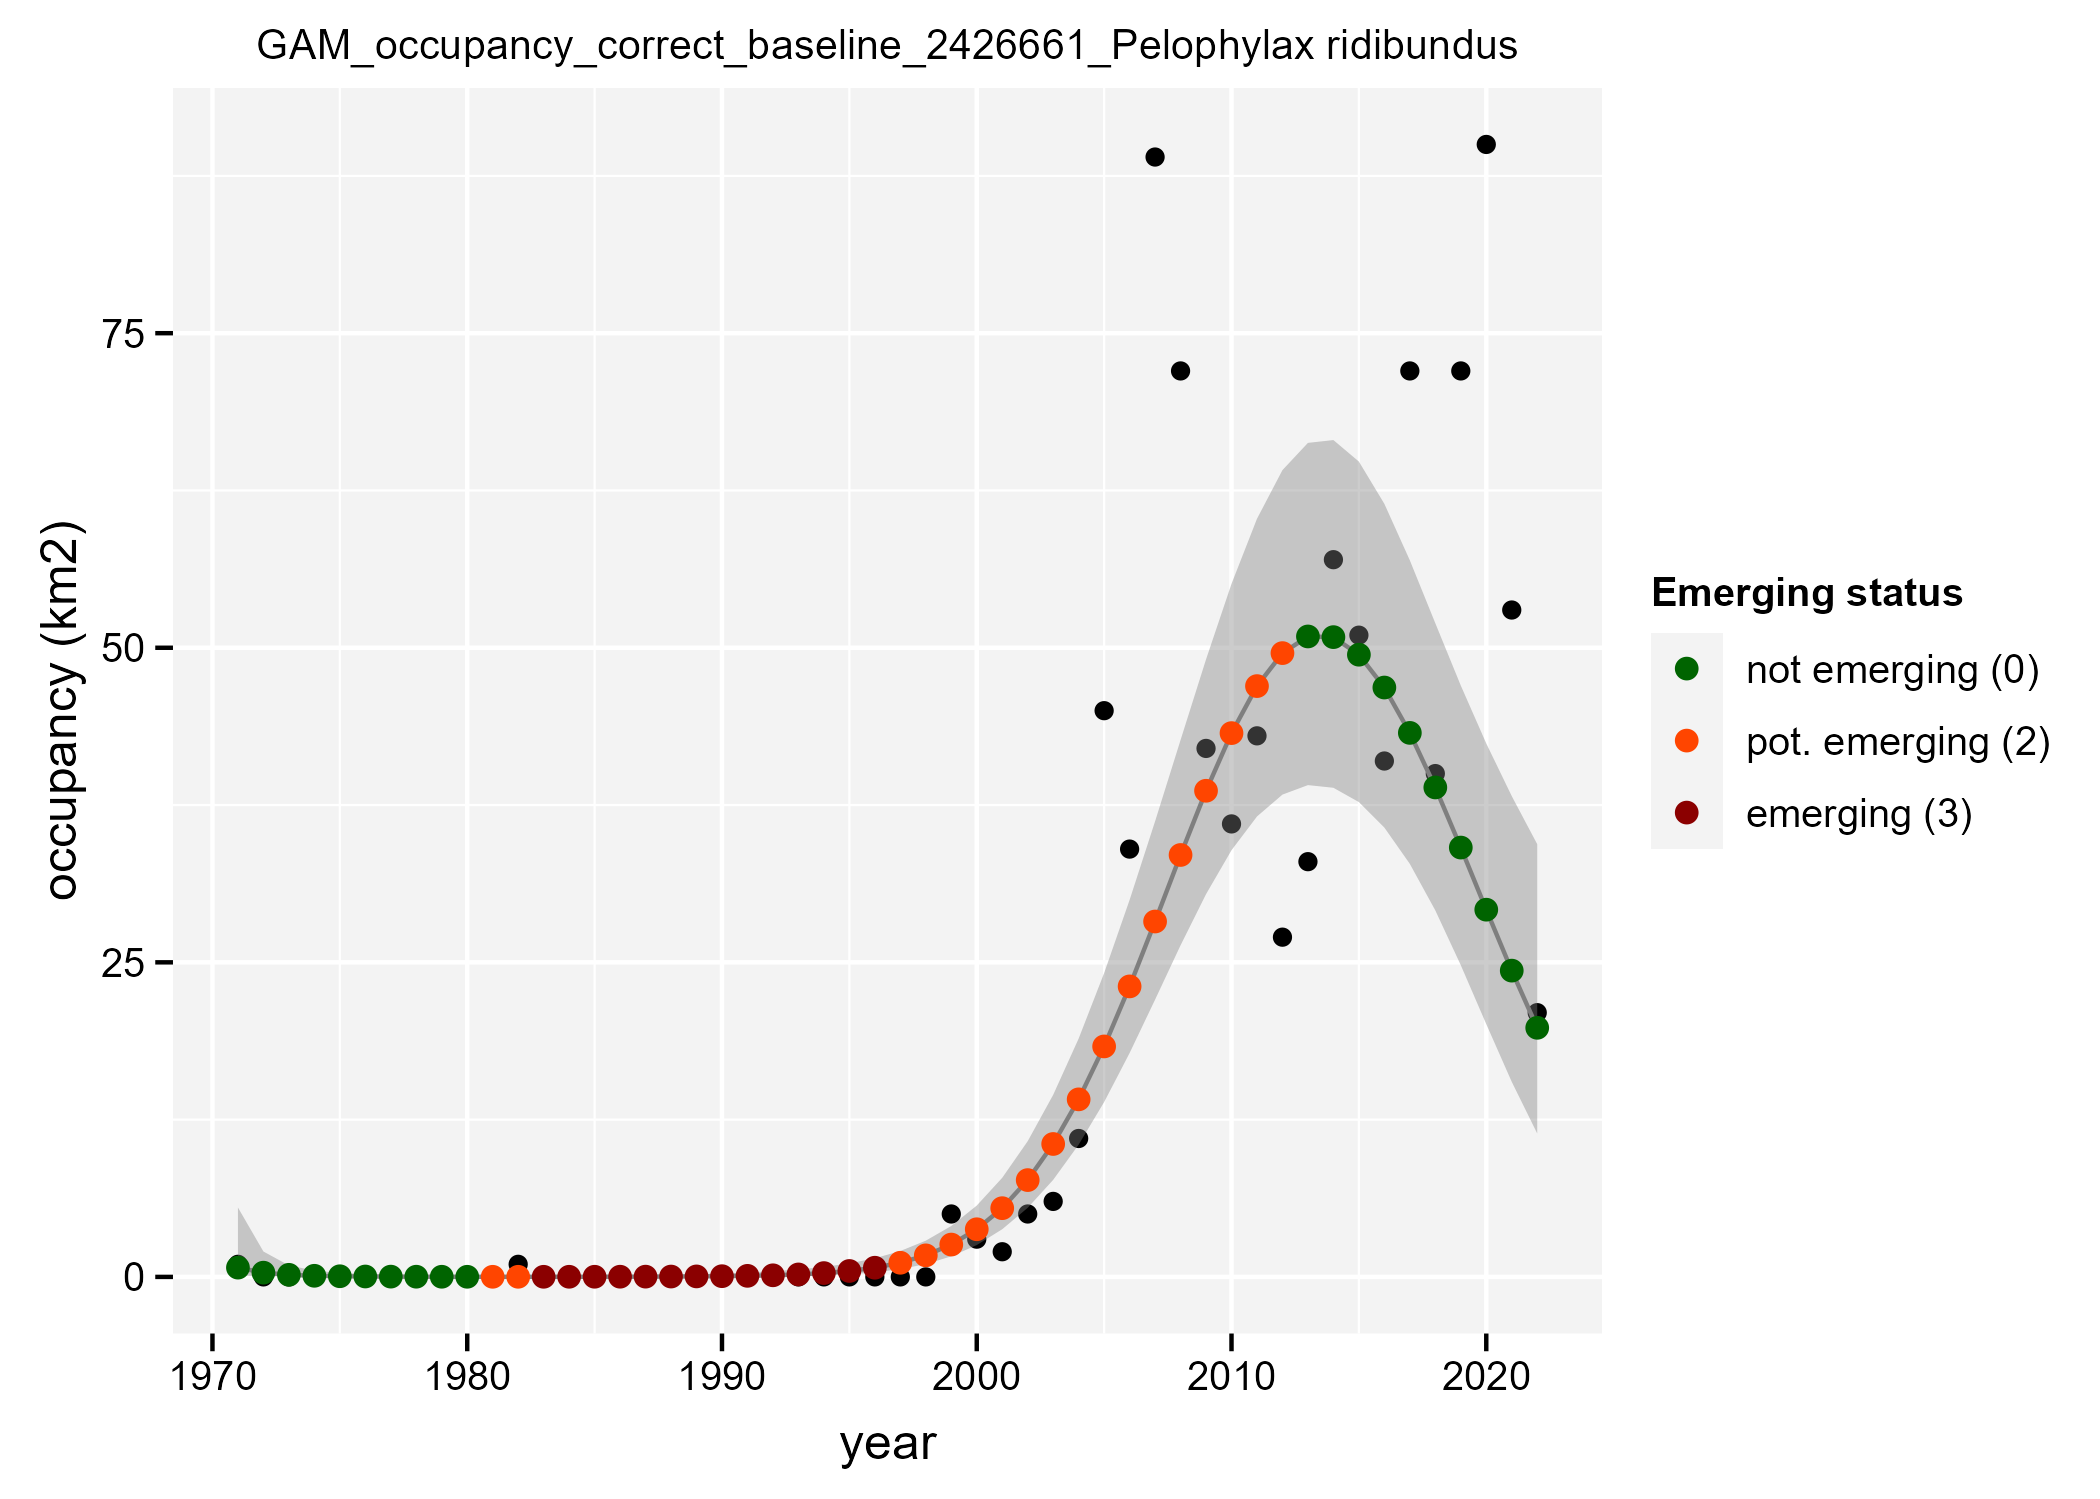 GAM_occupancy_correct_baseline_2426661_Pelophylax ridibundus
occupancy (km2)
75
50
25
0
1970 1980 1990 2000 2010 2020
year
Emerging status
not emerging (0)
pot. emerging (2)
emerging (3)